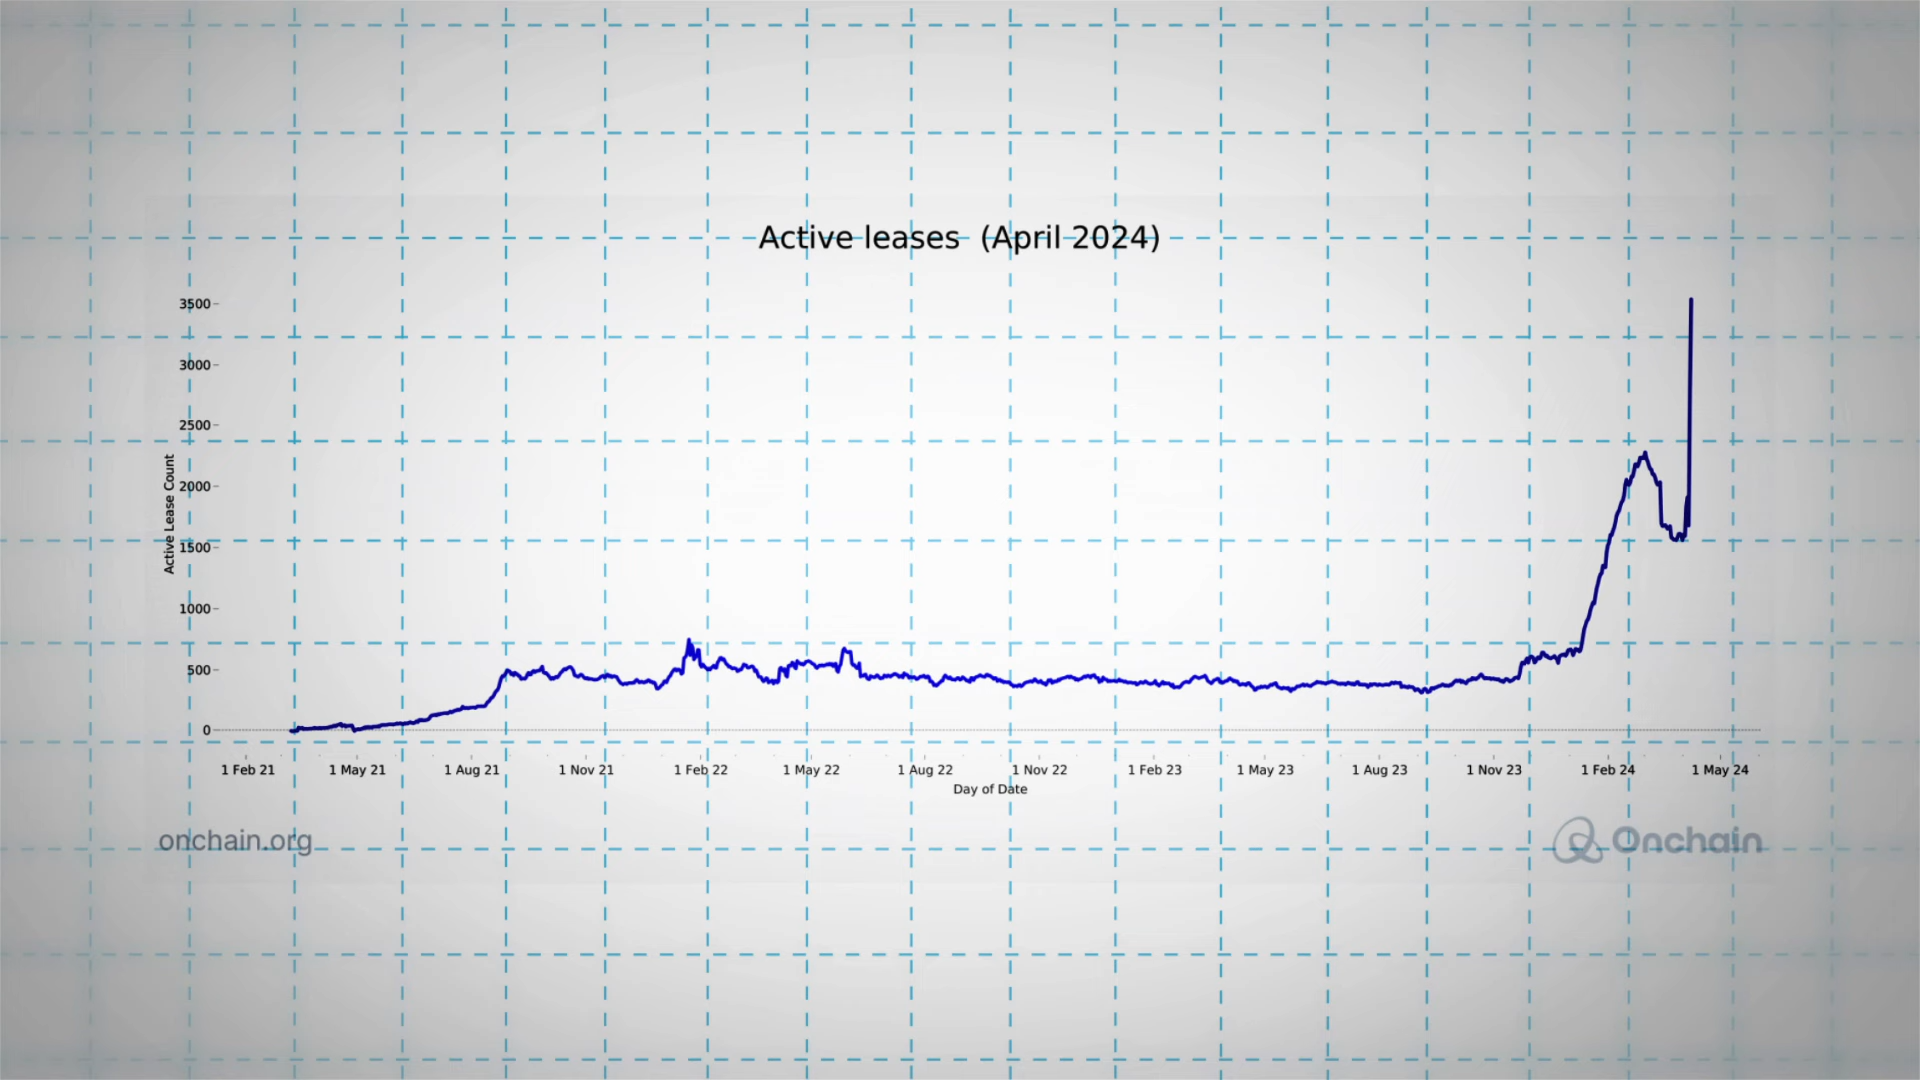 Active leases (April 2024)
3500
3000
2500
2000
1500
1000
500
0
Active Lease Count
1 Feb 21 1 May 21 1 Aug 21 1 Nov 21 1 Feb 22 1 May 22 1 Aug 22 1 Nov 22 1 Feb 23 1 May 23 1 Aug 23 1 Nov 23 1 Feb 24 1 May 24
Day of Date
onchain.org
Onchain